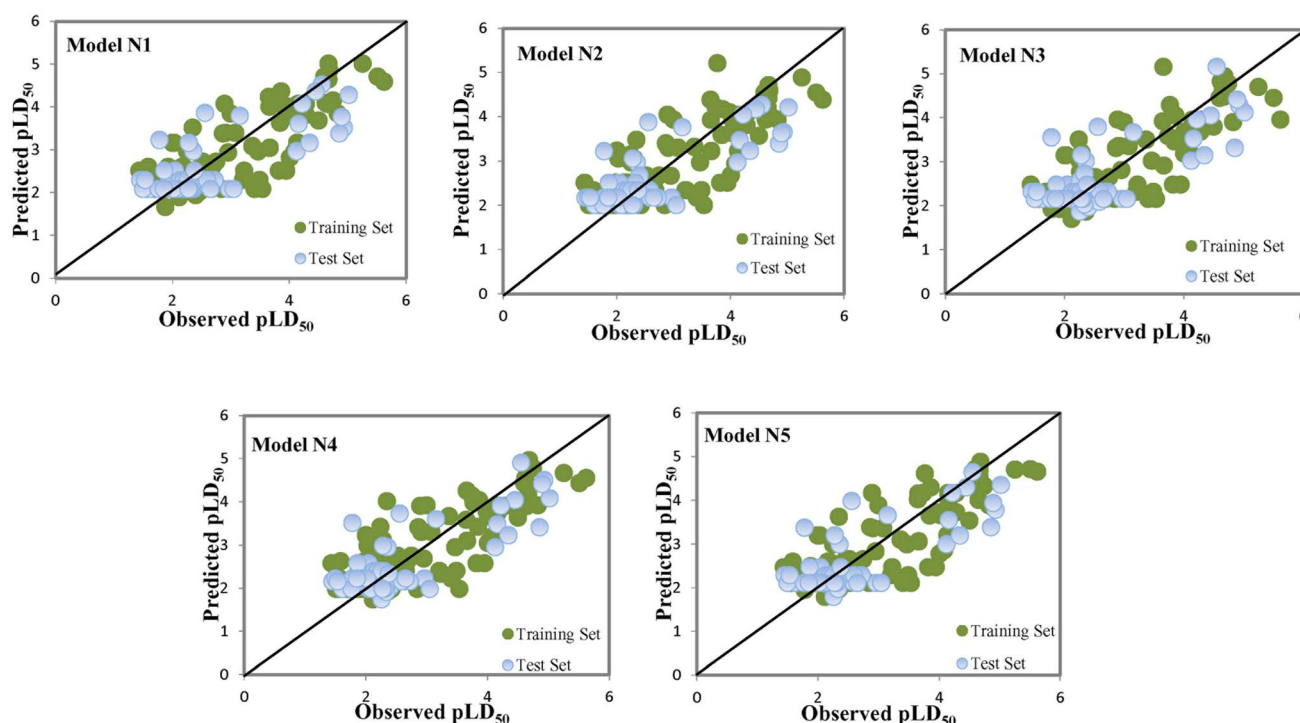 Model N1
Predicted pLD50
6
5
4
3
2
1
0
Training Set
Test Set
0 2 4 6
Observed pLD50
Model N2
Predicted pLD50
6
5
4
3
2
1
0
Training Set
Test Set
0 2 4 6
Observed pLD50
Model N3
Predicted pLD50
6
5
4
3
2
1
0
Training Set
Test Set
0 2 4
Observed pLD50
Model N4
Predicted pLD50
6
5
4
3
2
1
0
Training Set
Test Set
0 2 4 6
Observed pLD50
Model N5
Predicted pLD50
6
5
4
3
2
1
0
Training Set
Test Set
0 2 4 6
Observed pLD50